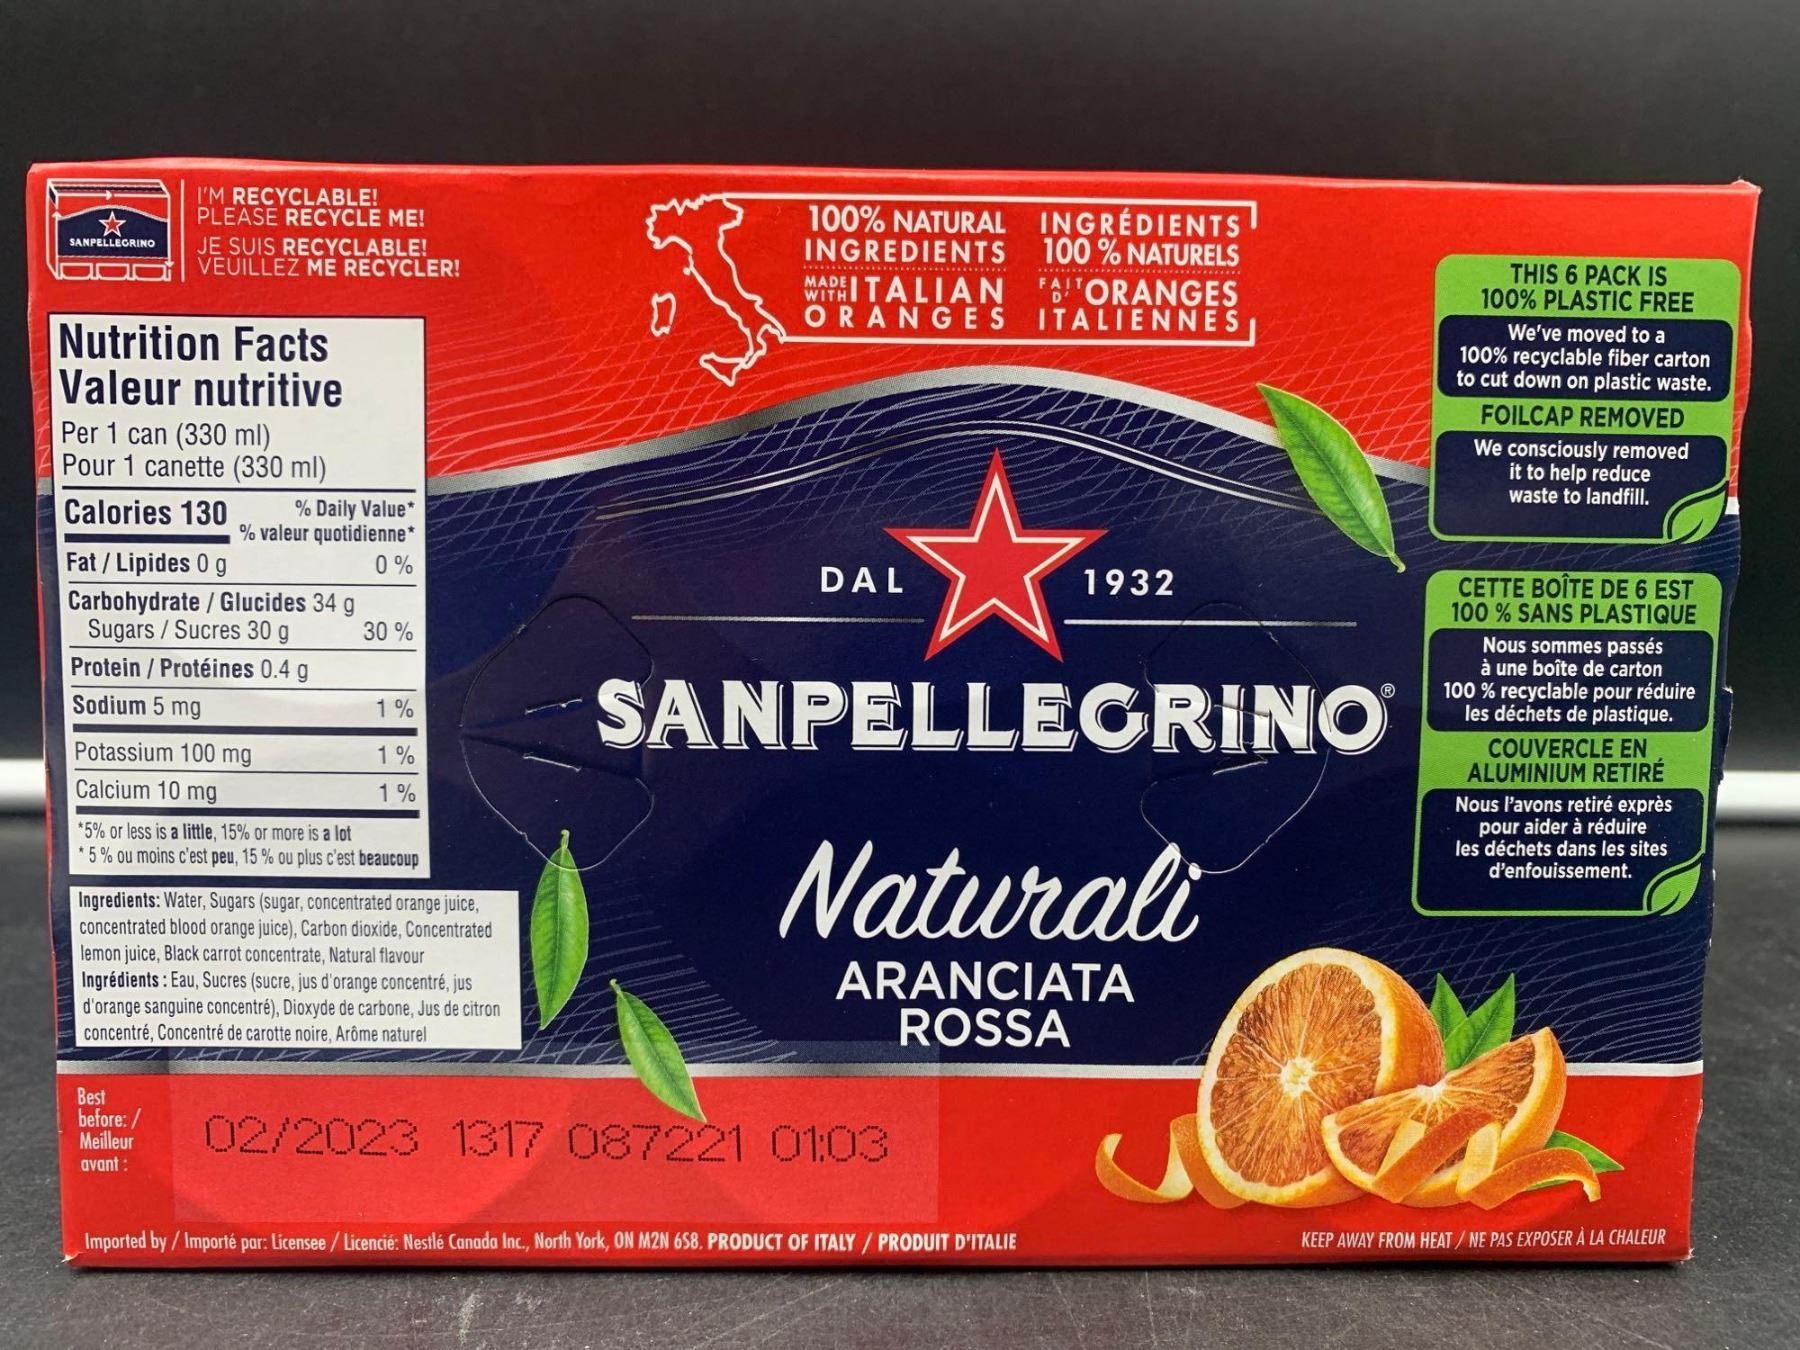 SANPELLEGRINO
I'M RECYCLABLE!
PLEASE RECYCLE ME!
JE SUIS RECYCLABLE!
VEUILLEZ ME RECYCLER!
100% NATURAL
INGREDIENTS
MADE WITH ITALIAN
ORANGES
INGRÉDIENTS
100 % NATURELS
FAIT D' ORANGES
ITALIENNES
Nutrition Facts
Valeur nutritive
Per 1 can (330 ml)
Pour 1 canette (330 ml)
Calories 130 % Daily Value*
% valeur quotidienne*
Fat / Lipides 0 g 0 %
Carbohydrate / Glucides 34 g
Sugars / Sucres 30 g 30 %
Protein / Protéines 0.4 g
Sodium 5 mg 1 %
Potassium 100 mg 1 %
Calcium 10 mg 1 %
*5% or less is a little, 15% or more is a lot
* 5 % ou moins c'est peu, 15 % ou plus c'est beaucoup
Ingredients: Water, Sugars (sugar, concentrated orange juice,
concentrated blood orange juice), Carbon dioxide, Concentrated
lemon juice, Black carrot concentrate, Natural flavour
Ingrédients : Eau, Sucres (sucre, jus d'orange concentré, jus
d'orange sanguine concentré), Dioxyde de carbone, Jus de citron
concentré, Concentré de carotte noire, Arôme naturel
DAL 1932
SANPELLEGRINO®
Naturali
ARANCIATA
ROSSA
THIS 6 PACK IS
100% PLASTIC FREE
We've moved to a
100% recyclable fiber carton
to cut down on plastic waste.
FOILCAP REMOVED
We consciously removed
it to help reduce
waste to landfill.
CETTE BOÎTE DE 6 EST
100 % SANS PLASTIQUE
Nous sommes passés
à une boîte de carton
100 % recyclable pour réduire
les déchets de plastique.
COUVERCLE EN
ALUMINIUM RETIRÉ
Nous l'avons retiré exprès
pour aider à réduire
les déchets dans les sites
d'enfouissement.
Best
before: /
Meilleur
avant :
02/2023 1317 087221 01:03
Imported by / Importé par: Licensee / Licencié: Nestlé Canada Inc., North York, ON M2N 6S8. PRODUCT OF ITALY / PRODUIT D'ITALIE
KEEP AWAY FROM HEAT / NE PAS EXPOSER À LA CHALEUR